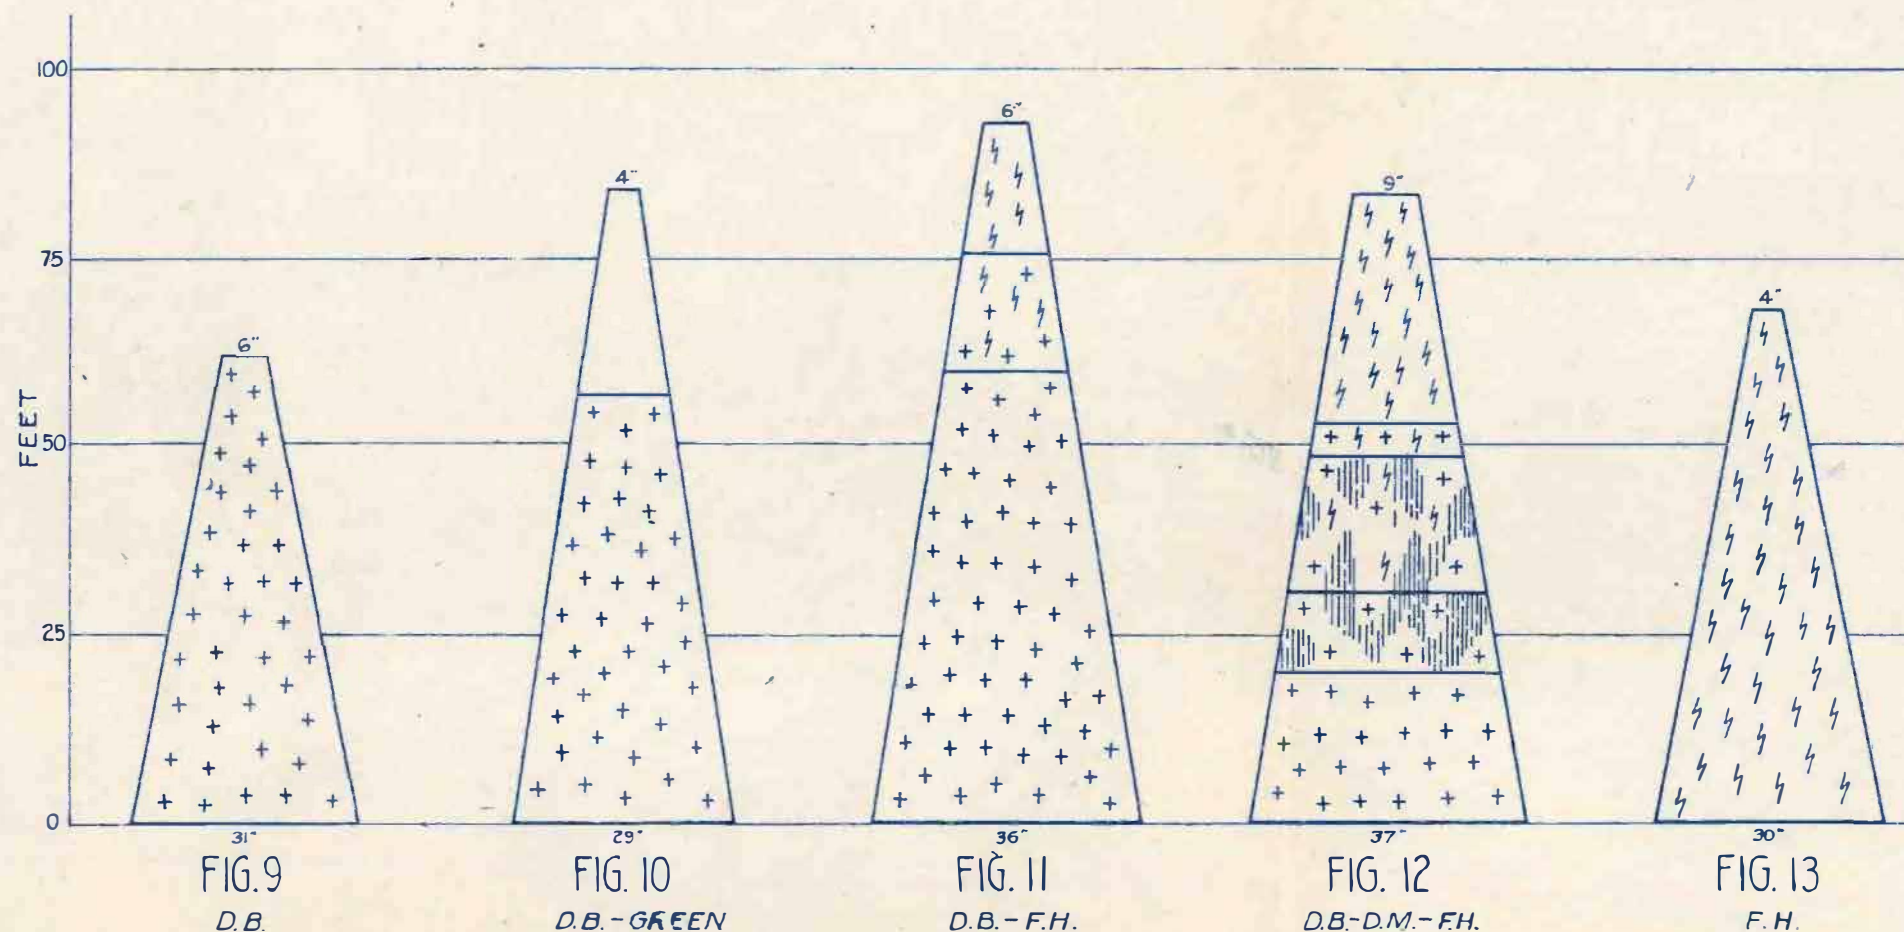 100
75
50
25
0
FEET
6"
4"
6"
9"
4"
31"
29"
36"
37"
30"
FIG. 9
FIG. 10
FIG. 11
FIG. 12
FIG. 13
D.B.
D.B. - GREEN
D.B. - F.H.
D.B-D.M.-F.H.
F.H.